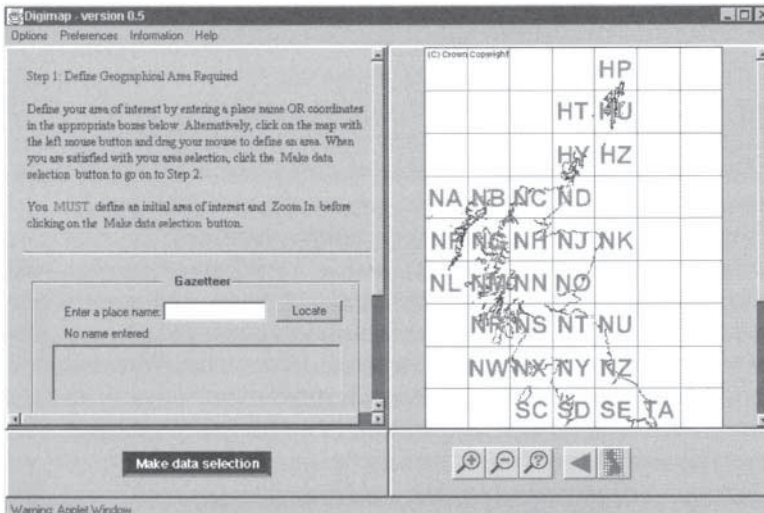 Digimap - version 0.5
Options Preferences Information Help
Step 1: Define Geographical Area Required
Define your area of interest by entering a place name OR coordinates
in the appropriate boxes below Alternatively, click on the map with
the left mouse button and drag your mouse to define an area. When
you are satisfied with your area selection, click the Make data
selection button to go on to Step 2.
You MUST define an initial area of interest and Zoom In before
clicking on the Make data selection button.
Gazetteer
Enter a place name:
Locate
No name entered
Make data selection
(C) Crown Copyright
HP
HT HU
HY HZ
NA NB NC ND
NF NG NH NJ NK
NL NM NN NO
NR NS NT NU
NW NX NY NZ
SC SD SE TA
Warning: Applet Window